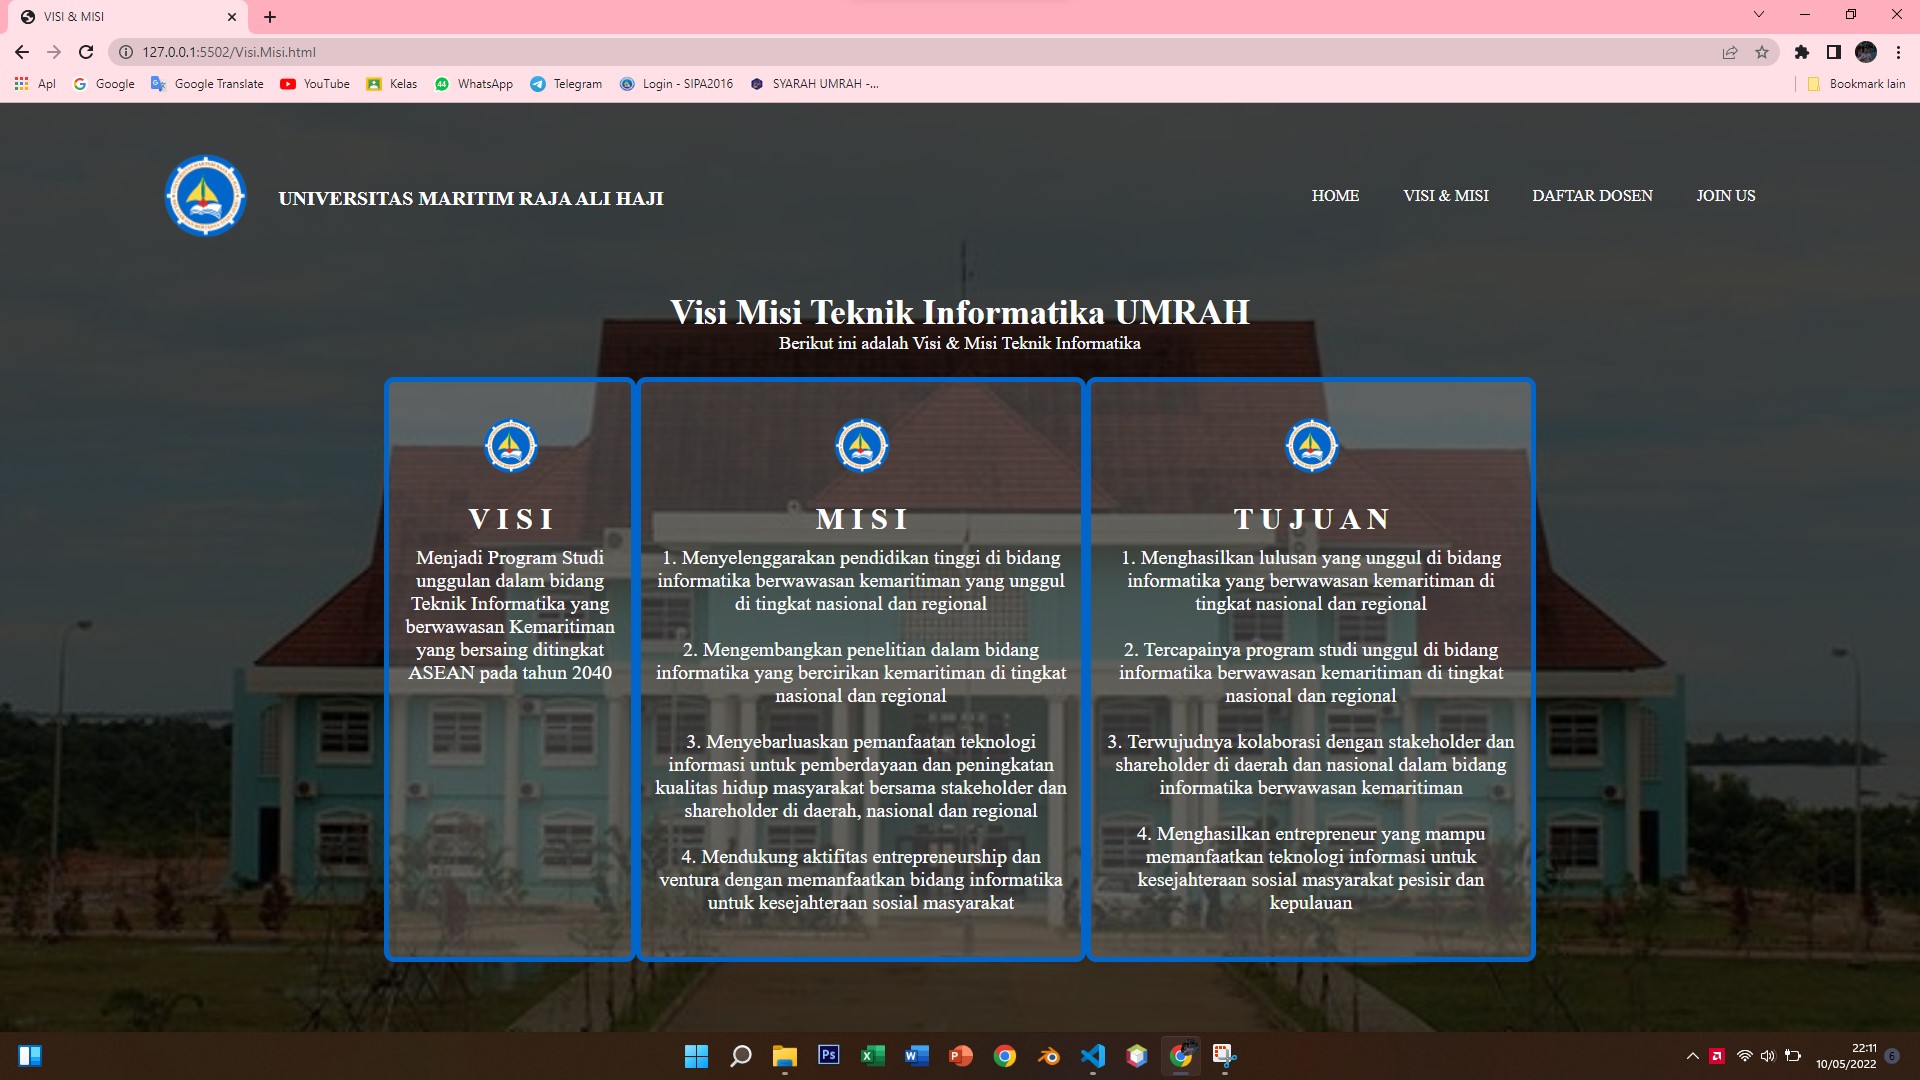 VISI & MISI
127.0.0.1:5502/Visi.Misi.html
Apl Google Google Translate YouTube Kelas 44 WhatsApp Telegram Login - SIPA2016 SYARAH UMRAH -... Bookmark lain
UNIVERSITAS MARITIM RAJA ALI HAJI
HOME VISI & MISI DAFTAR DOSEN JOIN US
Visi Misi Teknik Informatika UMRAH
Berikut ini adalah Visi & Misi Teknik Informatika
V I S I
Menjadi Program Studi
unggulan dalam bidang
Teknik Informatika yang
berwawasan Kemaritiman
yang bersaing ditingkat
ASEAN pada tahun 2040
M I S I
1. Menyelenggarakan pendidikan tinggi di bidang
informatika berwawasan kemaritiman yang unggul
di tingkat nasional dan regional
2. Mengembangkan penelitian dalam bidang
informatika yang bercirikan kemaritiman di tingkat
nasional dan regional
3. Menyebarluaskan pemanfaatan teknologi
informasi untuk pemberdayaan dan peningkatan
kualitas hidup masyarakat bersama stakeholder dan
shareholder di daerah, nasional dan regional
4. Mendukung aktifitas entrepreneurship dan
ventura dengan memanfaatkan bidang informatika
untuk kesejahteraan sosial masyarakat
T U J U A N
1. Menghasilkan lulusan yang unggul di bidang
informatika yang berwawasan kemaritiman di
tingkat nasional dan regional
2. Tercapainya program studi unggul di bidang
informatika berwawasan kemaritiman di tingkat
nasional dan regional
3. Terwujudnya kolaborasi dengan stakeholder dan
shareholder di daerah dan nasional dalam bidang
informatika berwawasan kemaritiman
4. Menghasilkan entrepreneur yang mampu
memanfaatkan teknologi informasi untuk
kesejahteraan sosial masyarakat pesisir dan
kepulauan
Ps
22:11
10/05/2022
6